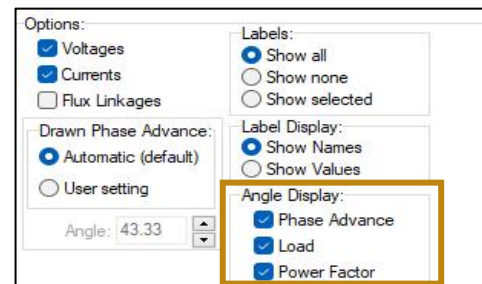 Options:
Voltages
Currents
Flux Linkages
Drawn Phase Advance:
Automatic (default)
User setting
Angle: 43.33
Labels:
Show all
Show none
Show selected
Label Display:
Show Names
Show Values
Angle Display:
Phase Advance
Load
Power Factor